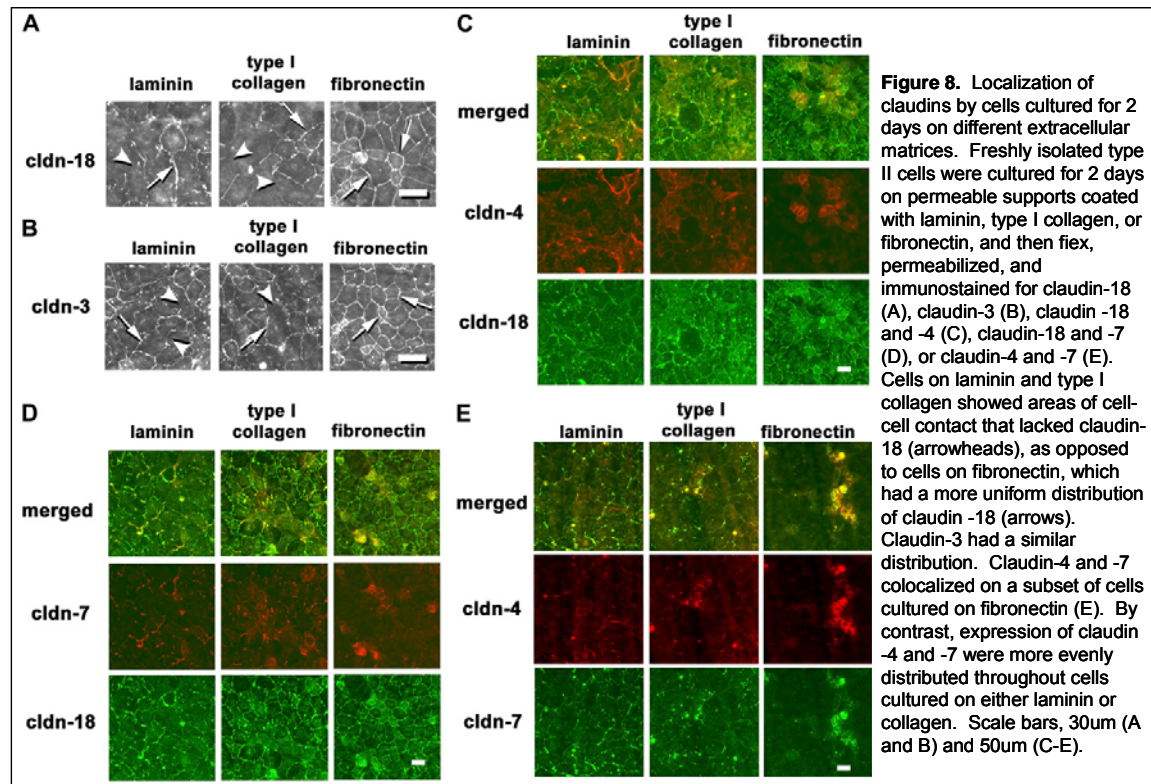 A
type I
laminin collagen fibronectin
cldn-18
B
type I
laminin collagen fibronectin
cldn-3
C
type I
laminin collagen fibronectin
merged
cldn-4
cldn-18
D
type I
laminin collagen fibronectin
merged
cldn-7
cldn-18
E
type I
laminin collagen fibronectin
merged
cldn-4
cldn-7
Figure 8. Localization of
claudins by cells cultured for 2
days on different extracellular
matrices. Freshly isolated type
II cells were cultured for 2 days
on permeable supports coated
with laminin, type I collagen, or
fibronectin, and then fiex,
permeabilized, and
immunostained for claudin-18
(A), claudin-3 (B), claudin -18
and -4 (C), claudin-18 and -7
(D), or claudin-4 and -7 (E).
Cells on laminin and type I
collagen showed areas of cell-
cell contact that lacked claudin-
18 (arrowheads), as opposed
to cells on fibronectin, which
had a more uniform distribution
of claudin -18 (arrows).
Claudin-3 had a similar
distribution. Claudin-4 and -7
colocalized on a subset of cells
cultured on fibronectin (E). By
contrast, expression of claudin
-4 and -7 were more evenly
distributed throughout cells
cultured on either laminin or
collagen. Scale bars, 30um (A
and B) and 50um (C-E).